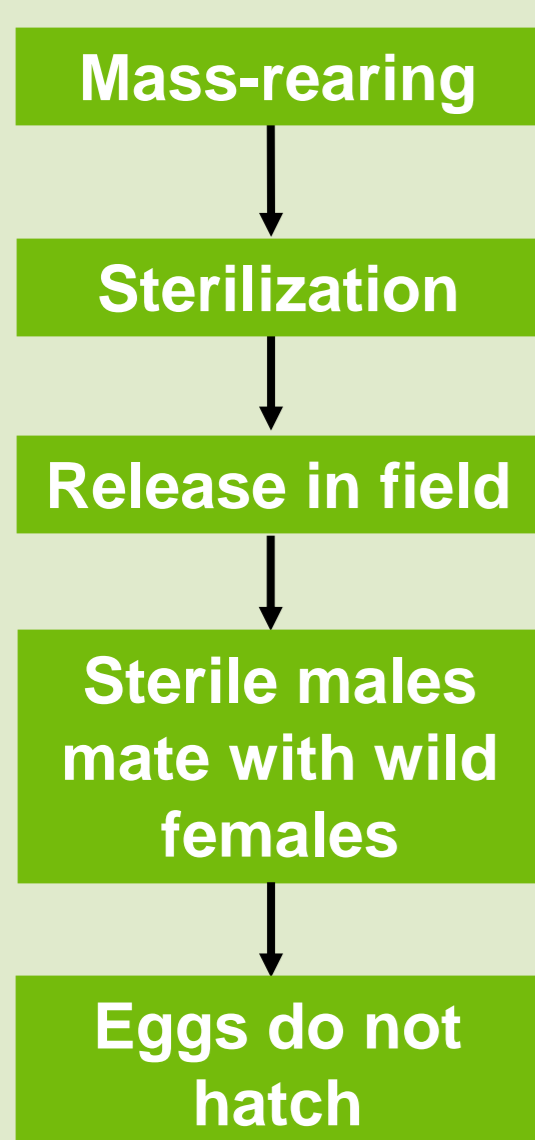 Mass-rearing
Sterilization
Release in field
Sterile males
mate with wild
females
Eggs do not
hatch